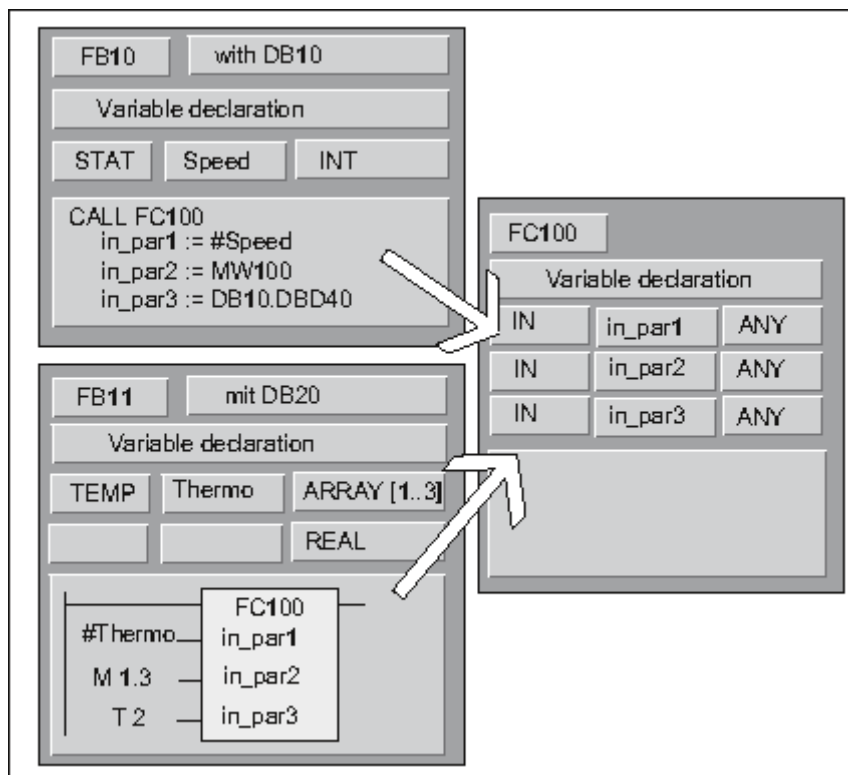 FB10 with DB10
Variable declaration
STAT Speed INT
CALL FC100
in_par1 := #Speed
in_par2 := MW100
in_par3 := DB10.DBD40
FC100
Variable declaration
IN in_par1 ANY
IN in_par2 ANY
IN in_par3 ANY
FB11 mit DB20
Variable declaration
TEMP Thermo ARRAY [1..3]
REAL
FC100
#Thermo in_par1
M 1.3 in_par2
T 2 in_par3